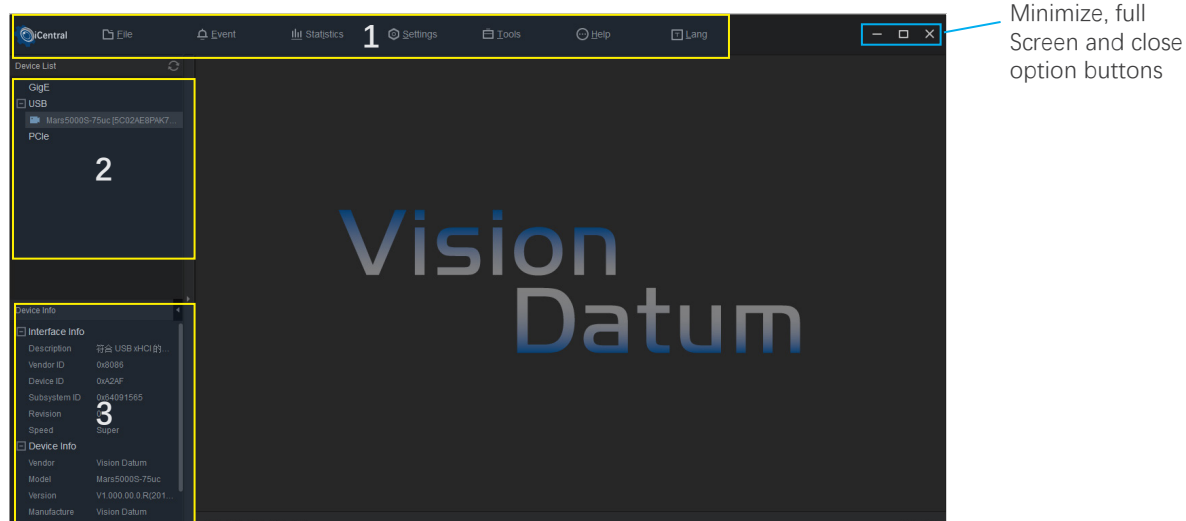 iCentral File Event Statistics 1 Settings Tools Help Lang
Minimize, full
Screen and close
option buttons
Device List
GigE
USB
Mars5000S-75uc [5C02AE8PAK7...
PCIe
2
Vision
Datum
Device Info
Interface Info
Description 符合 USB xHCI 的...
Vendor ID 0x8086
Device ID 0xA2AF
Subsystem ID 0x64091565
Revision
3
Speed Super
Device Info
Vendor Vision Datum
Model Mars5000S-75uc
Version V1.000.00.0.R(201...
Manufacture Vision Datum